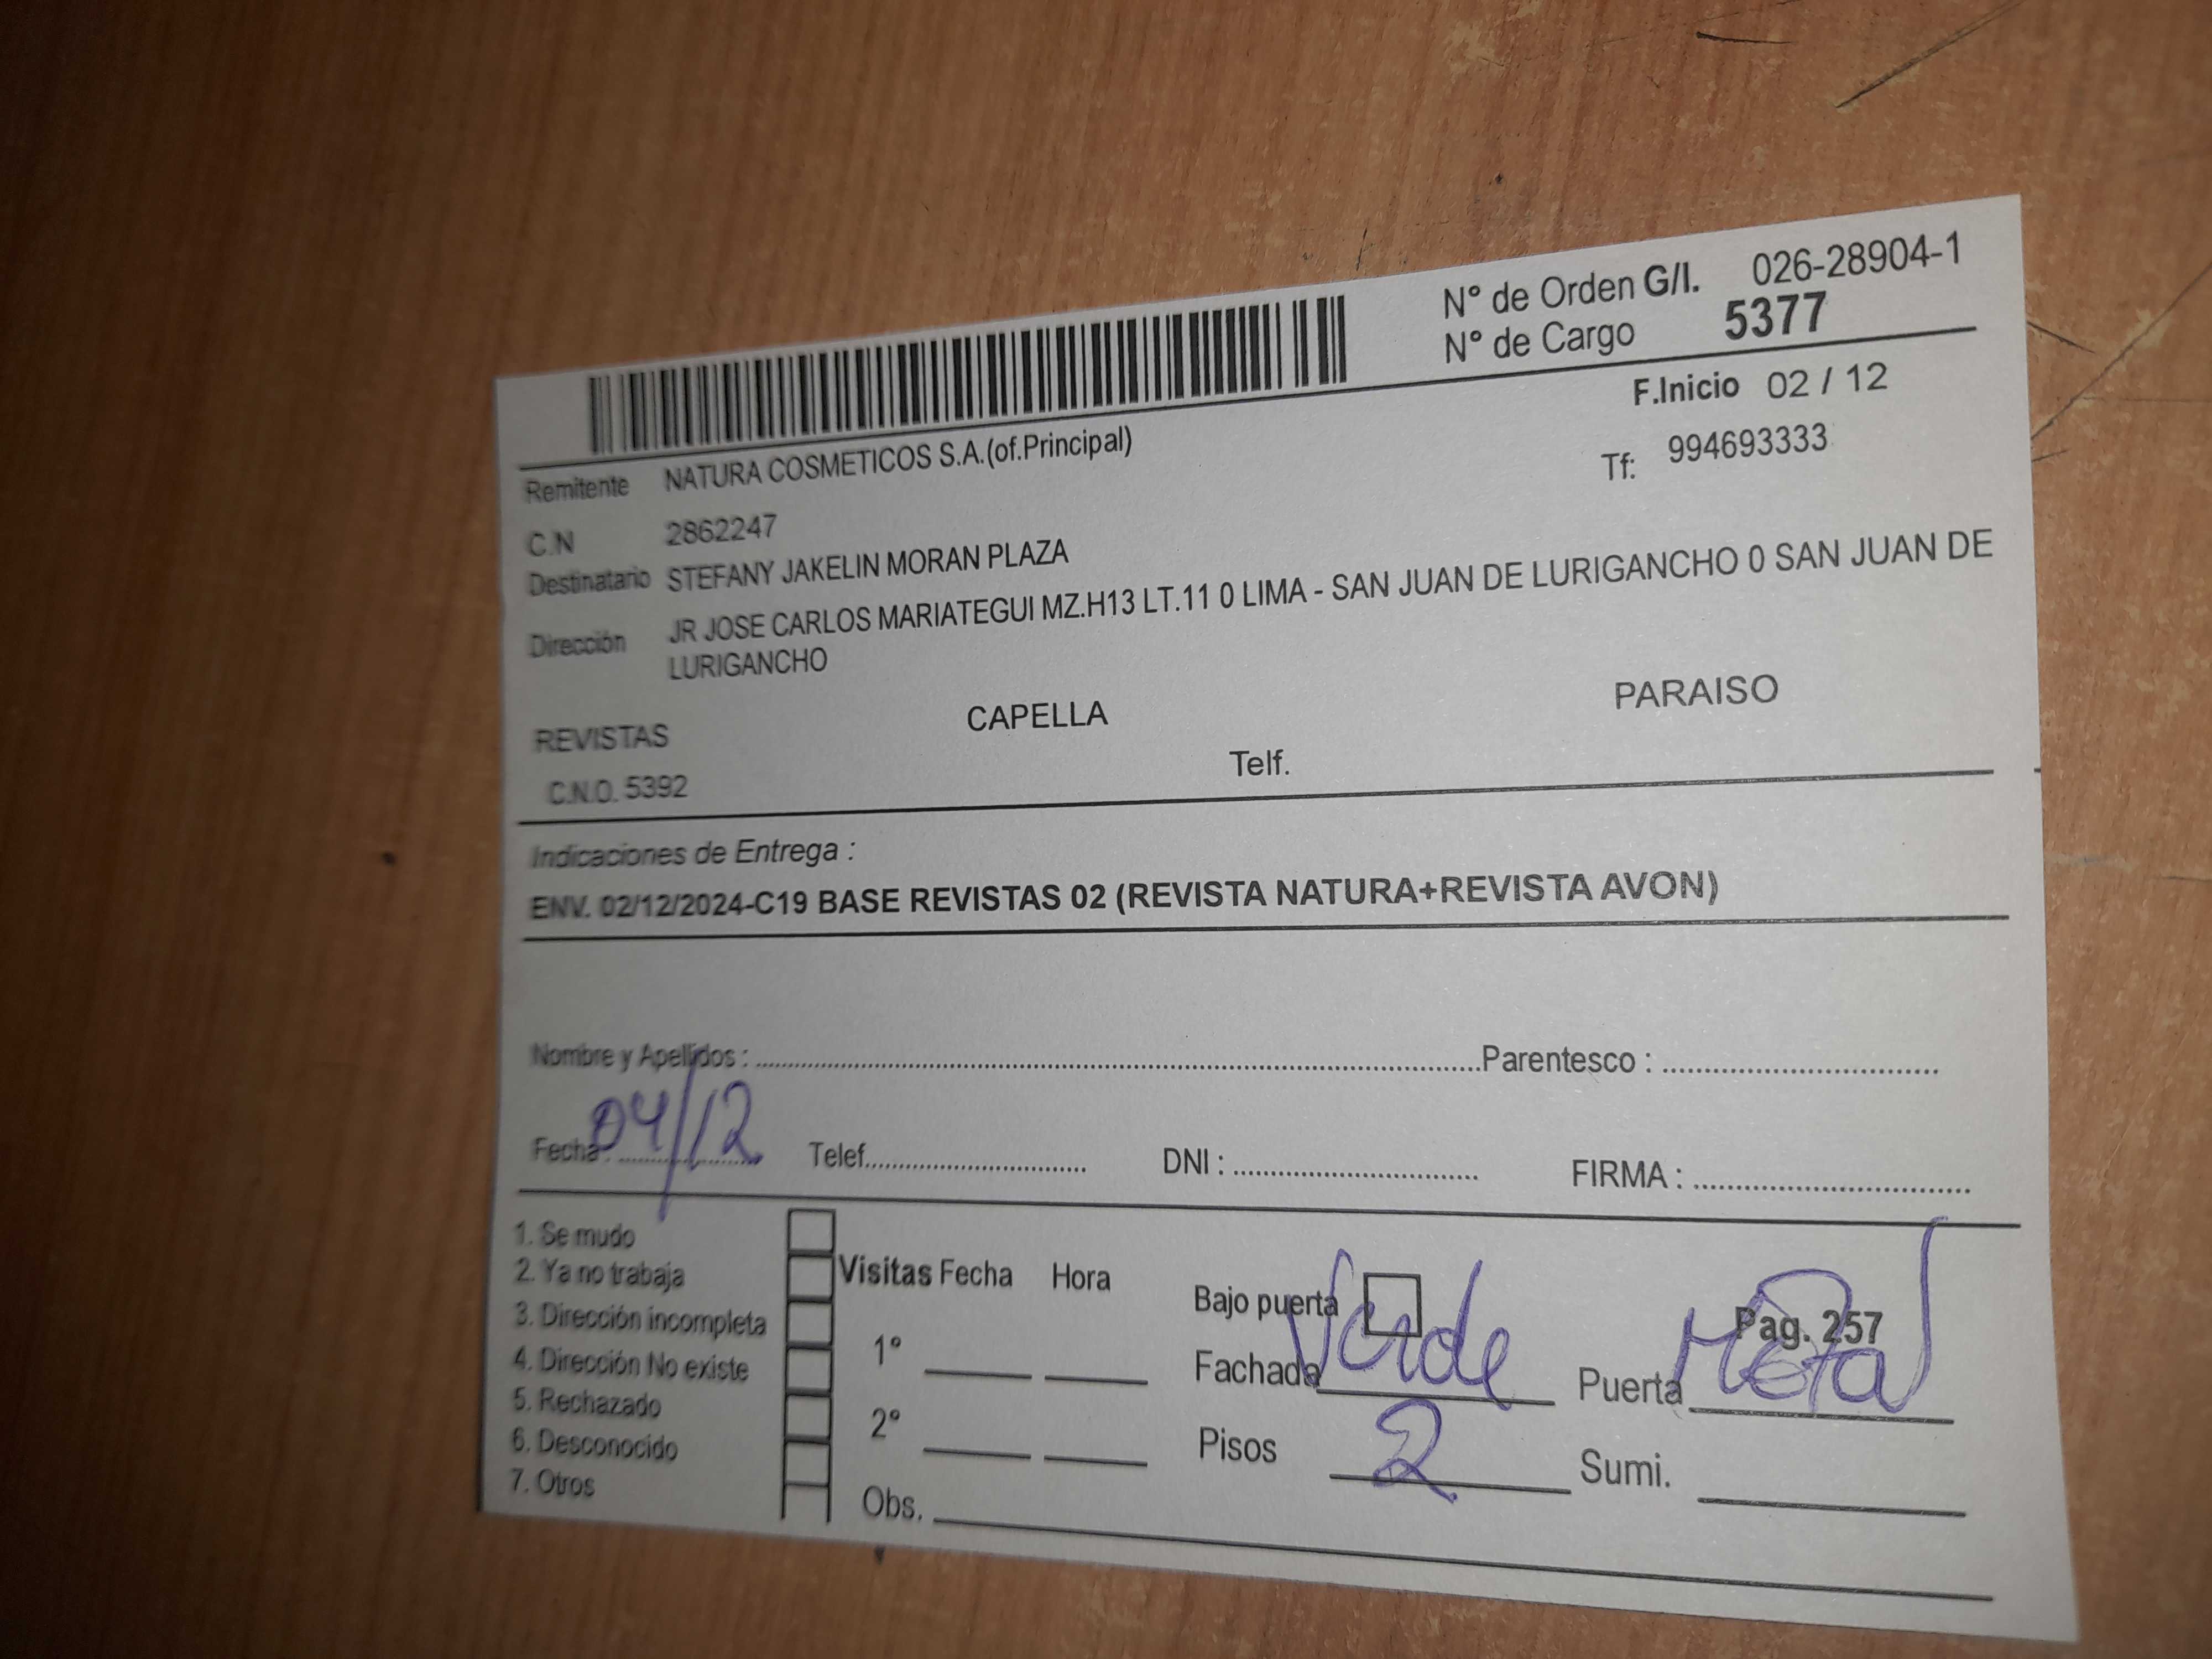 N° de Orden G/I. 026-28904-1
N° de Cargo 5377
F.Inicio 02 / 12
Remitente NATURA COSMETICOS S.A.(of.Principal)
Tf: 994693333
C.N 2862247
Destinatario STEFANY JAKELIN MORAN PLAZA
Dirección JR JOSE CARLOS MARIATEGUI MZ.H13 LT.11 0 LIMA - SAN JUAN DE LURIGANCHO 0 SAN JUAN DE
LURIGANCHO
REVISTAS CAPELLA PARAISO
C.N.O. 5392 Telf.
Indicaciones de Entrega :
ENV. 02/12/2024-C19 BASE REVISTAS 02 (REVISTA NATURA+REVISTA AVON)
Nombre y Apellidos : Parentesco :
Fecha : 04/12 Telef. DNI : FIRMA :
1. Se mudo
2. Ya no trabaja
3. Dirección incompleta
4. Dirección No existe
5. Rechazado
6. Desconocido
7. Otros
Visitas Fecha Hora
1°
2°
Obs.
Bajo puerta Pag. 257
Fachada Verde Puerta Metal
Pisos 2 Sumi.